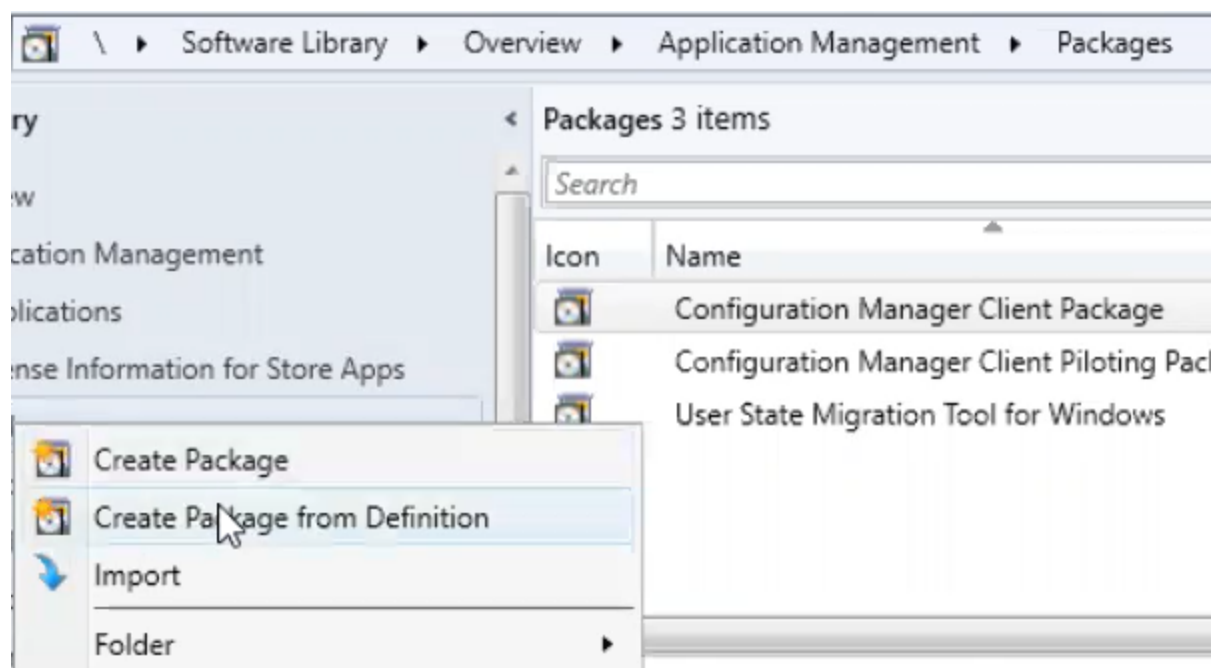 \ Software Library Overview Application Management Packages
ry
Packages 3 items
Search
ew
cation Management
Icon Name
Configuration Manager Client Package
plications
Configuration Manager Client Piloting Pac
ense Information for Store Apps
User State Migration Tool for Windows
Create Package
Create Package from Definition
Import
Folder